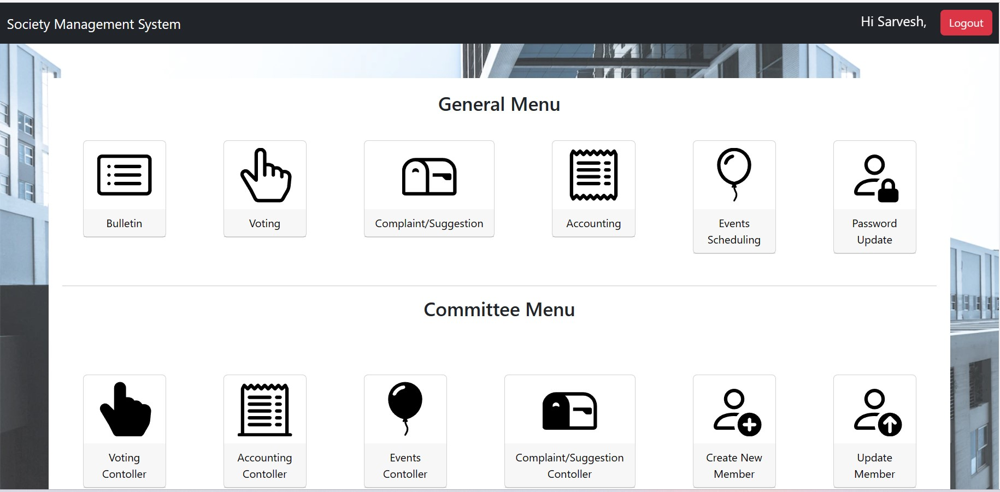 Society Management System
Hi Sarvesh,
Logout
General Menu
Bulletin
Voting
Complaint/Suggestion
Accounting
Events
Scheduling
Password
Update
Committee Menu
Voting
Contoller
Accounting
Contoller
Events
Contoller
Complaint/Suggestion
Contoller
Create New
Member
Update
Member